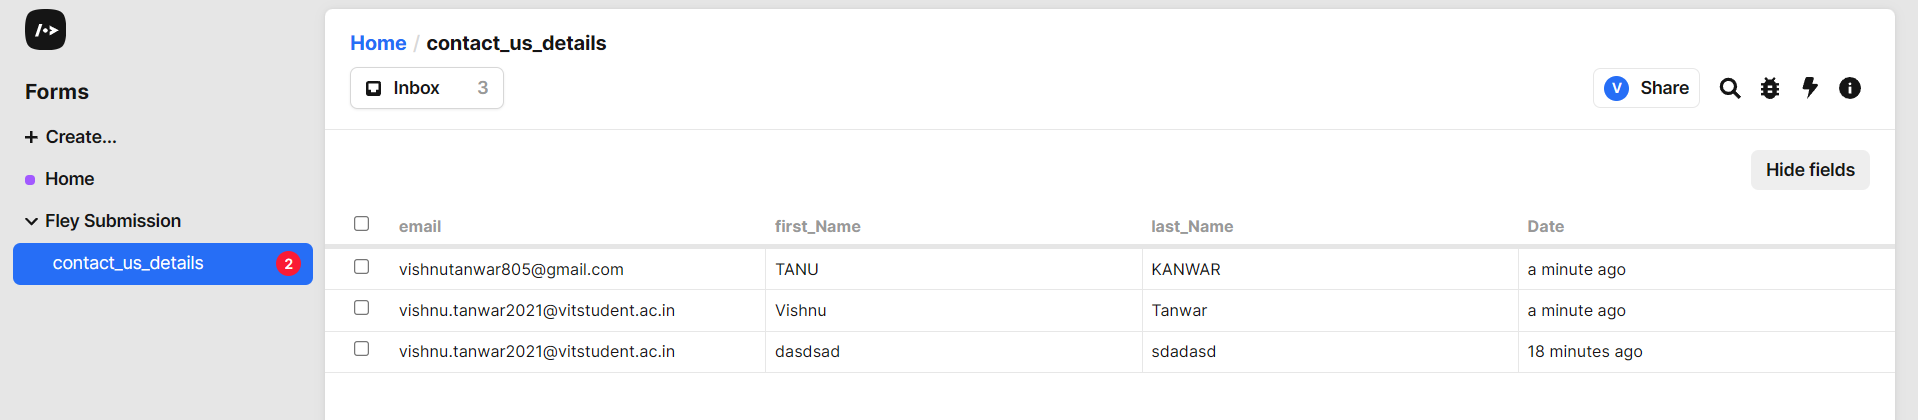 Forms
Create...
Home
Fley Submission
contact_us_details 2
Home / contact_us_details
Inbox 3
V Share
Hide fields
email first_Name last_Name Date
vishnutanwar805@gmail.com TANU KANWAR a minute ago
vishnu.tanwar2021@vitstudent.ac.in Vishnu Tanwar a minute ago
vishnu.tanwar2021@vitstudent.ac.in dasdsad sdadasd 18 minutes ago